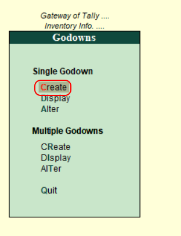 Gateway of Tally ....
Inventory Info. ....
Godowns
Single Godown
Create
Display
Alter
Multiple Godowns
CReate
DIsplay
AlTer
Quit